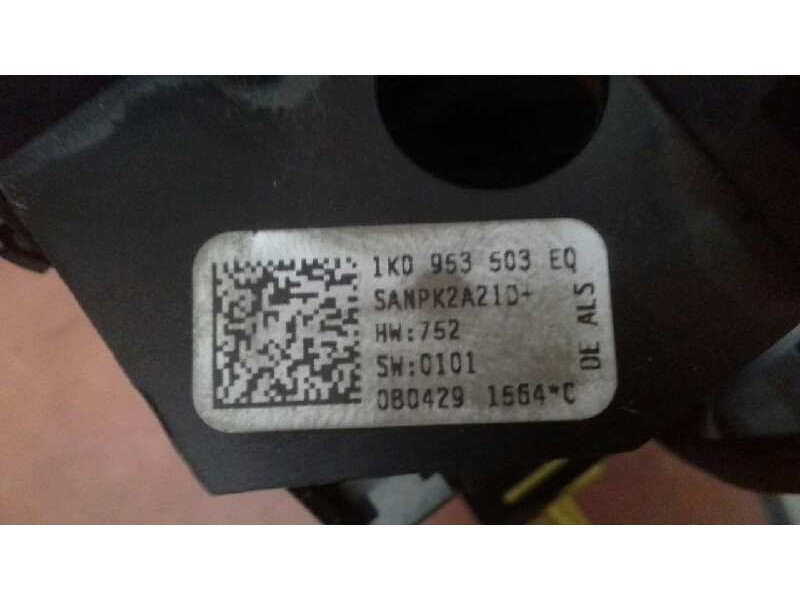 1K0 953 503 EQ
SANPK2A21D+
HW:752
SW:0101
080429 1564*C
DE ALS